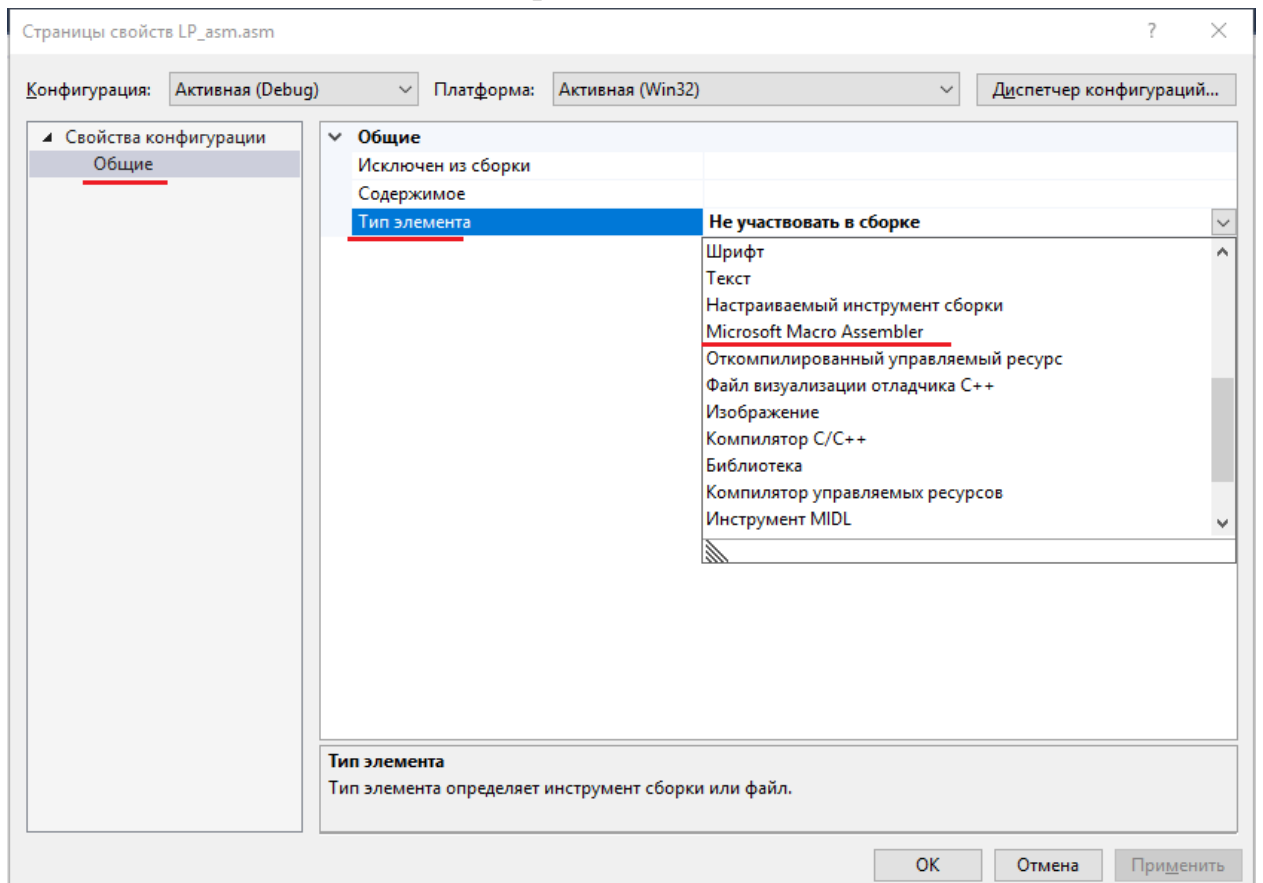 Страницы свойств LP_asm.asm
?
Конфигурация: Активная (Debug) Платформа: Активная (Win32) Диспетчер конфигураций...
Свойства конфигурации
Общие
Общие
Исключен из сборки
Содержимое
Тип элемента Не участвовать в сборке
Шрифт
Текст
Настраиваемый инструмент сборки
Microsoft Macro Assembler
Откомпилированный управляемый ресурс
Файл визуализации отладчика C++
Изображение
Компилятор C/C++
Библиотека
Компилятор управляемых ресурсов
Инструмент MIDL
Тип элемента
Тип элемента определяет инструмент сборки или файл.
ОК Отмена Применить